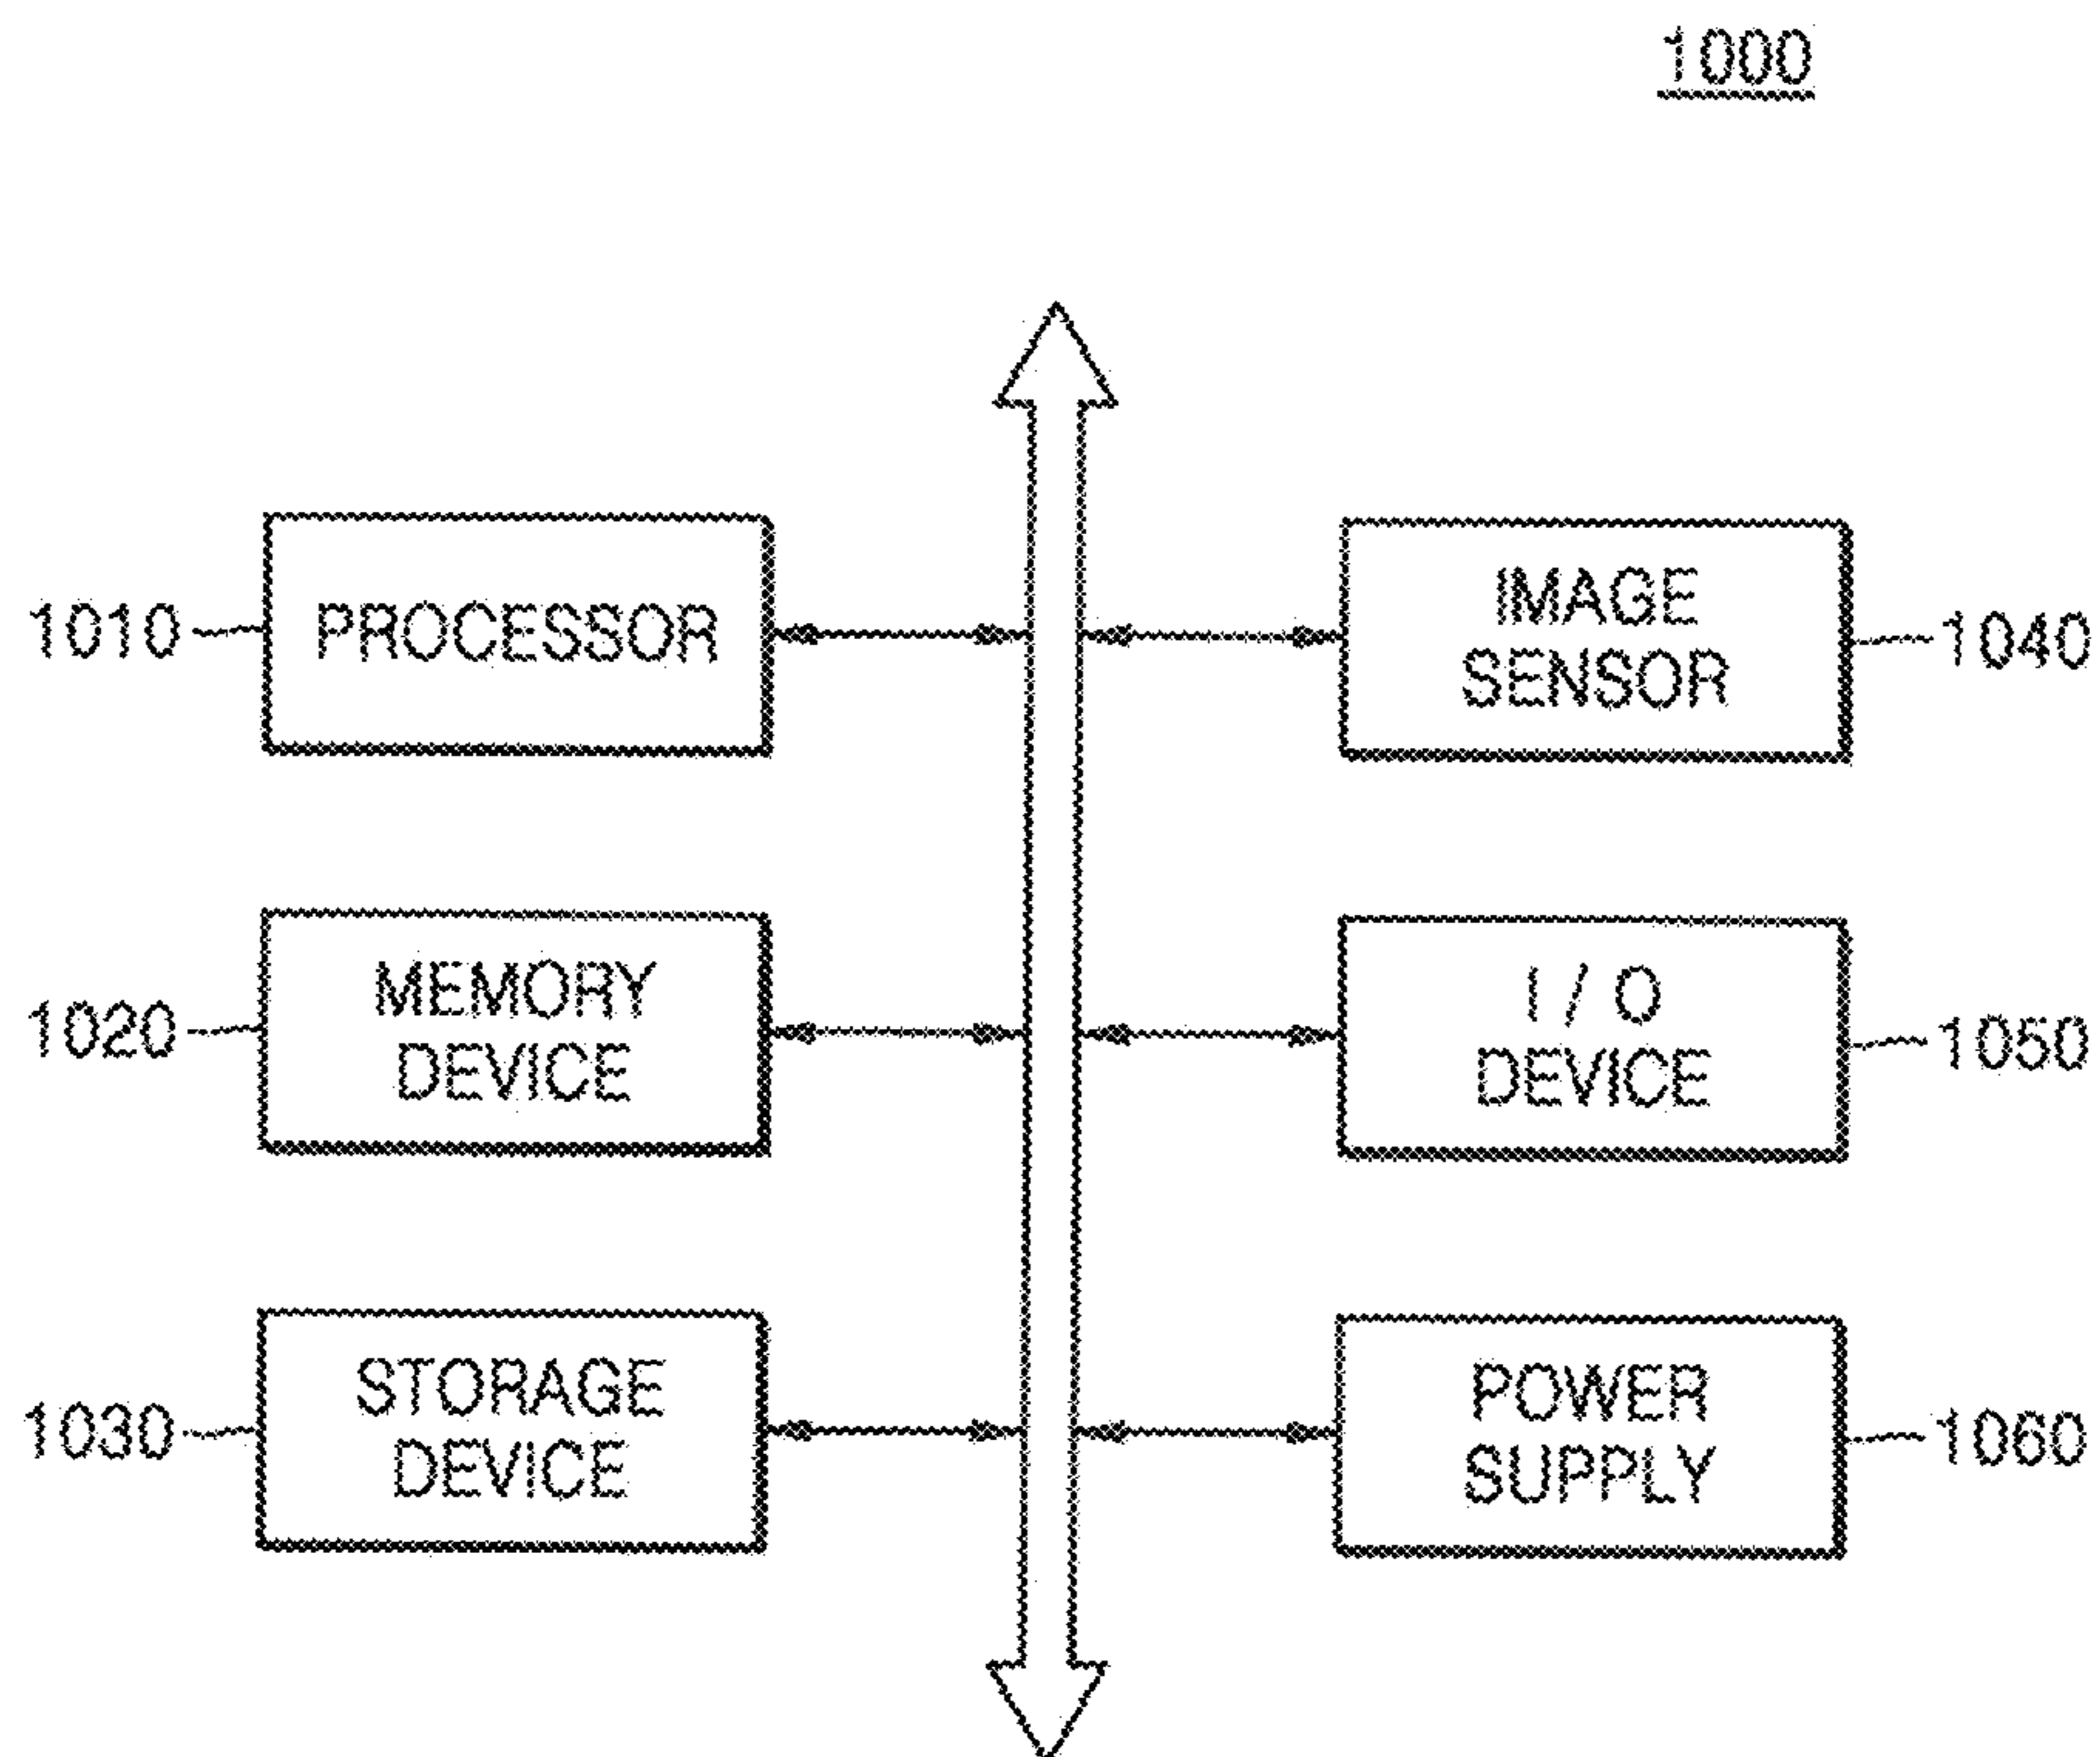 1000
1010
PROCESSOR
IMAGE
SENSOR
1040
1020
MEMORY
DEVICE
I / O
DEVICE
1050
1030
STORAGE
DEVICE
POWER
SUPPLY
1060